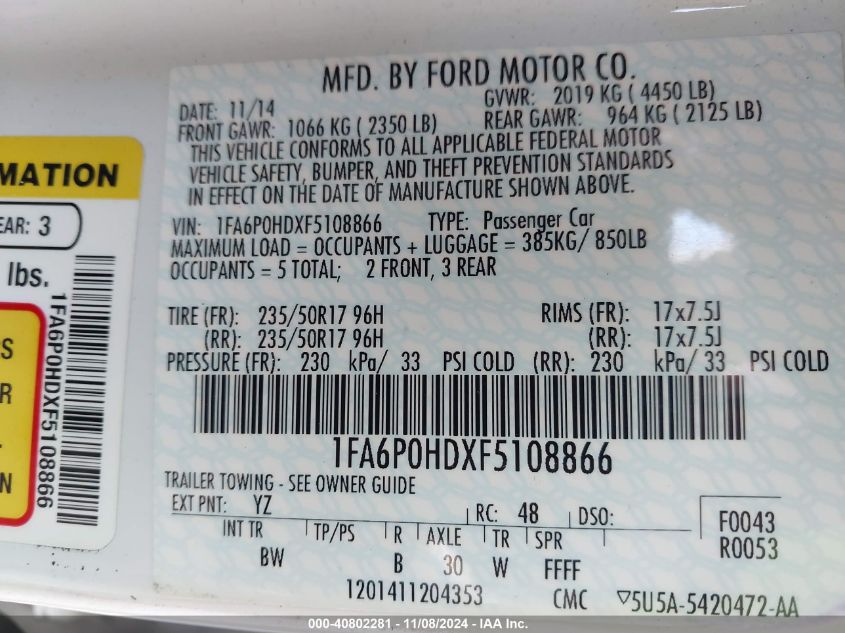 MFD. BY FORD MOTOR CO.
DATE: 11/14 GVWR: 2019 KG ( 4450 LB)
FRONT GAWR: 1066 KG ( 2350 LB) REAR GAWR: 964 KG ( 2125 LB)
THIS VEHICLE CONFORMS TO ALL APPLICABLE FEDERAL MOTOR
VEHICLE SAFETY, BUMPER, AND THEFT PREVENTION STANDARDS
IN EFFECT ON THE DATE OF MANUFACTURE SHOWN ABOVE.
VIN: 1FA6P0HDXF5108866 TYPE: Passenger Car
MAXIMUM LOAD = OCCUPANTS + LUGGAGE = 385KG/ 850LB
OCCUPANTS = 5 TOTAL; 2 FRONT, 3 REAR
TIRE (FR): 235/50R17 96H RIMS (FR): 17x7.5J
(RR): 235/50R17 96H (RR): 17x7.5J
PRESSURE (FR): 230 kPa/ 33 PSI COLD (RR): 230 kPa/ 33 PSI COLD
1FA6P0HDXF5108866
TRAILER TOWING - SEE OWNER GUIDE
EXT PNT: YZ RC: 48 DSO: F0043
INT TR TP/PS R AXLE TR SPR R0053
BW B 30 W FFFF
1201411204353 CMC ▽5U5A-5420472-AA
MATION
EAR: 3
lbs.
1FA6P0HDXF5108866
S
R
.
N
000-40802281 - 11/08/2024 - IAA Inc.